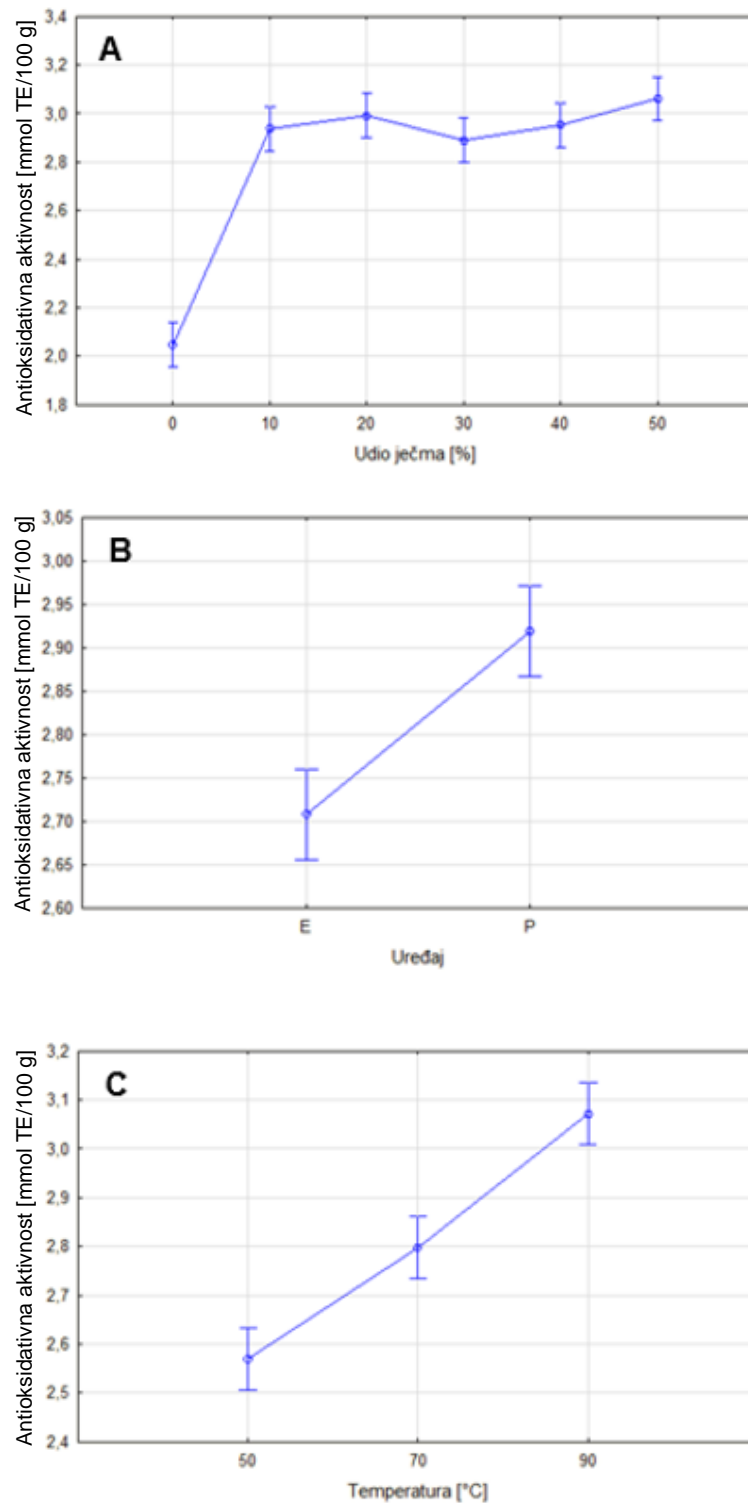 A
Antioksidativna aktivnost [mmol TE/100 g]
3,4
3,2
3,0
2,8
2,6
2,4
2,2
2,0
1,8
0 10 20 30 40 50
Udio ječma [%]
B
Antioksidativna aktivnost [mmol TE/100 g]
3,05
3,00
2,95
2,90
2,85
2,80
2,75
2,70
2,65
2,60
E P
Uređaj
C
Antioksidativna aktivnost [mmol TE/100 g]
3,2
3,1
3,0
2,9
2,8
2,7
2,6
2,5
2,4
50 70 90
Temperatura [°C]